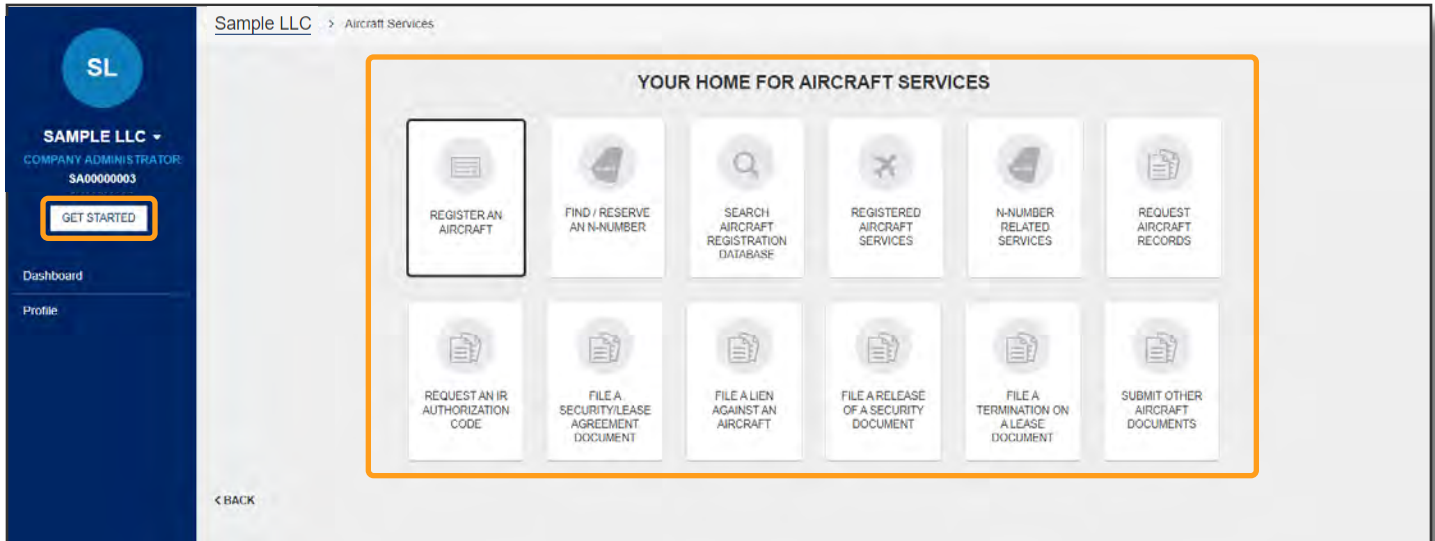 Sample LLC > Aircraft Services
SL
SAMPLE LLC
COMPANY ADMINISTRATOR
SA00000003
GET STARTED
Dashboard
Profile
YOUR HOME FOR AIRCRAFT SERVICES
REGISTER AN
AIRCRAFT
FIND / RESERVE
AN N-NUMBER
SEARCH
AIRCRAFT
REGISTRATION
DATABASE
REGISTERED
AIRCRAFT
SERVICES
N-NUMBER
RELATED
SERVICES
REQUEST
AIRCRAFT
RECORDS
REQUEST AN IR
AUTHORIZATION
CODE
FILE A
SECURITY/LEASE
AGREEMENT
DOCUMENT
FILE A LIEN
AGAINST AN
AIRCRAFT
FILE A RELEASE
OF A SECURITY
DOCUMENT
FILE A
TERMINATION ON
A LEASE
DOCUMENT
SUBMIT OTHER
AIRCRAFT
DOCUMENTS
< BACK